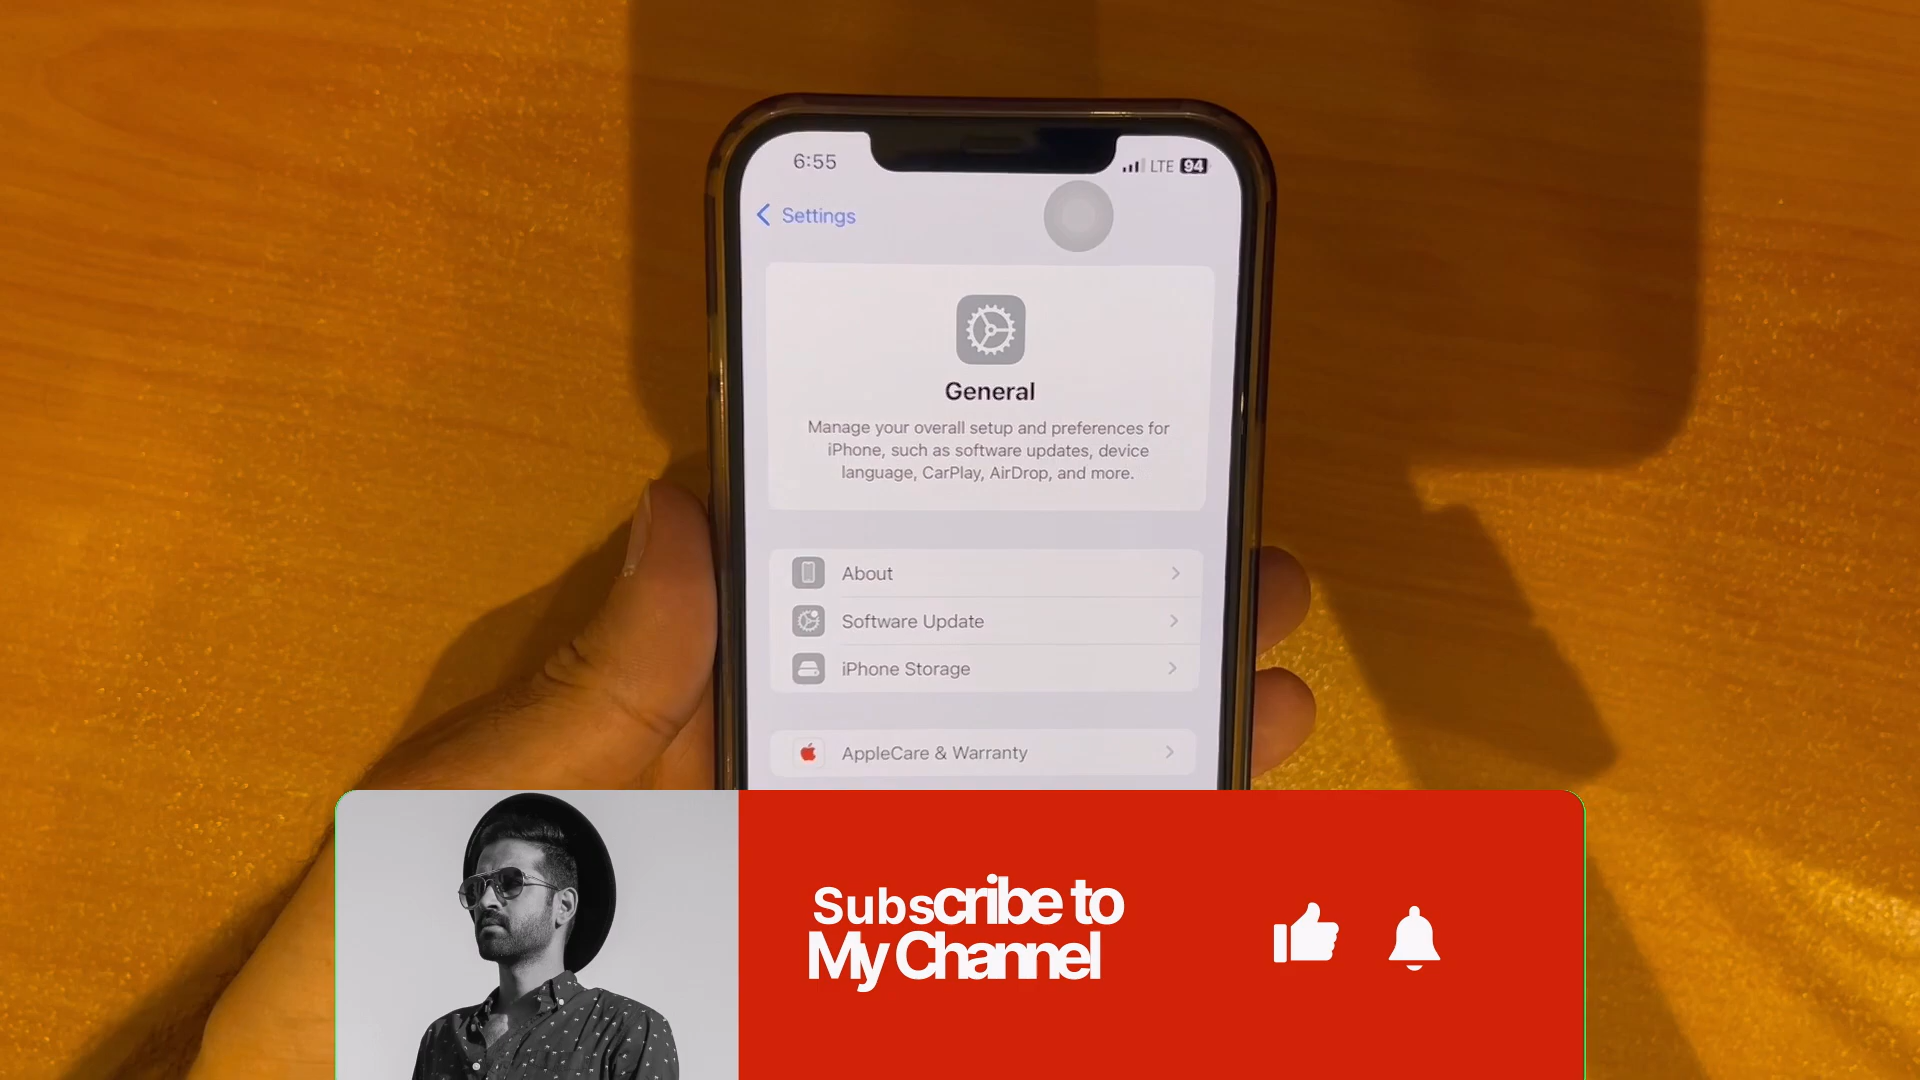 6:55
LTE 94
Settings
General
Manage your overall setup and preferences for
iPhone, such as software updates, device
language, CarPlay, AirDrop, and more.
About
Software Update
iPhone Storage
AppleCare & Warranty
Subscribe to
My Channel